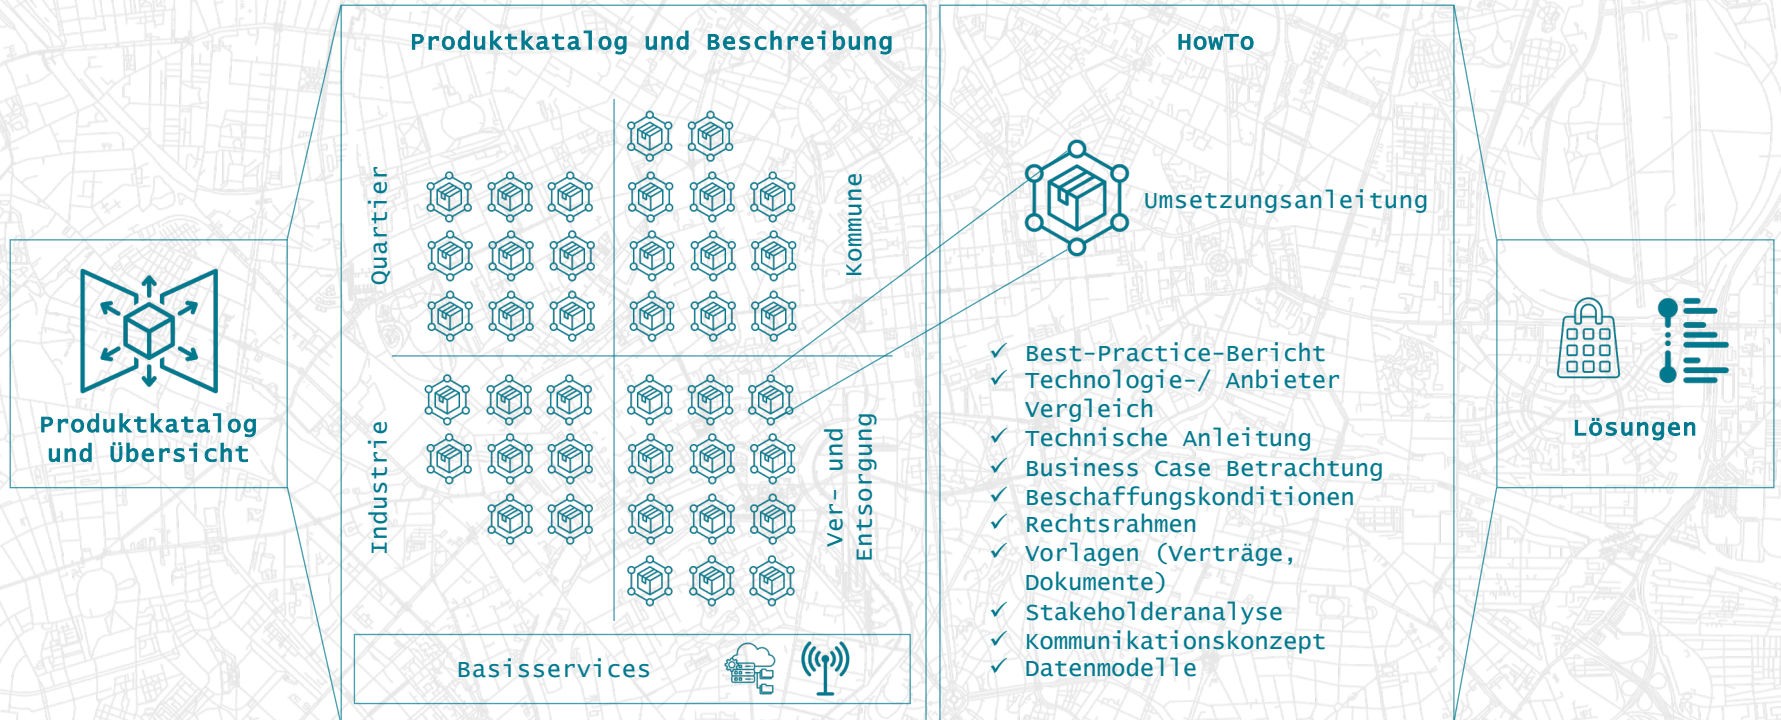 Produktkatalog
und Übersicht
Produktkatalog und Beschreibung
Quartier
Kommune
Industrie
Ver- und
Entsorgung
Basisservices
HowTo
Umsetzungsanleitung
✓ Best-Practice-Bericht
✓ Technologie-/ Anbieter
Vergleich
✓ Technische Anleitung
✓ Business Case Betrachtung
✓ Beschaffungskonditionen
✓ Rechtsrahmen
✓ Vorlagen (Verträge,
Dokumente)
✓ Stakeholderanalyse
✓ Kommunikationskonzept
✓ Datenmodelle
Lösungen